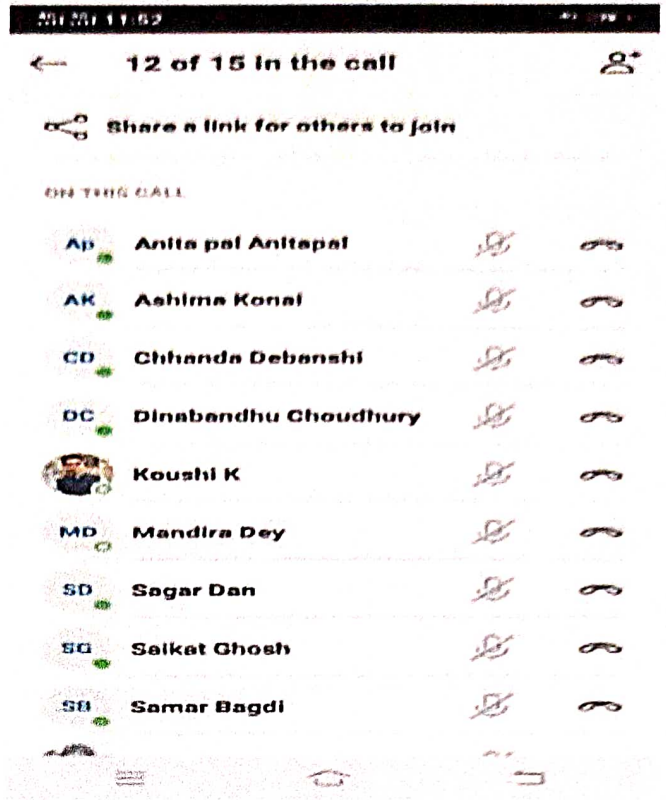 11:52
12 of 15 in the call
Share a link for others to join
ON THIS CALL
Ap Anita pal Anitapal
AK Ashima Konai
CD Chhanda Debanshi
DC Dinabandhu Choudhury
Koushi K
MD Mandira Dey
SD Sagar Dan
SG Saikat Ghosh
SB Samar Bagdi